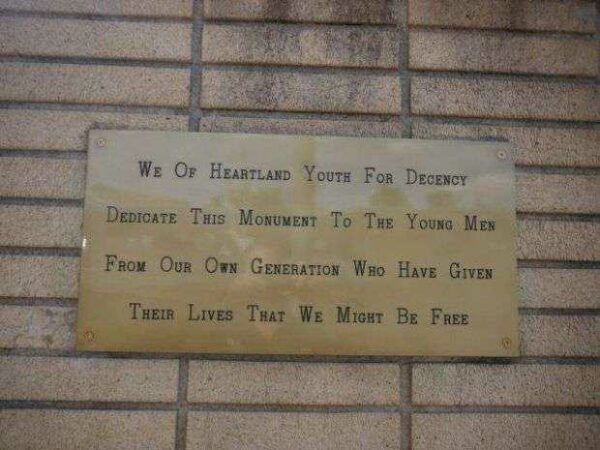 We Of Heartland Youth For Decency
Dedicate This Monument To The Young Men
From Our Own Generation Who Have Given
Their Lives That We Might Be Free